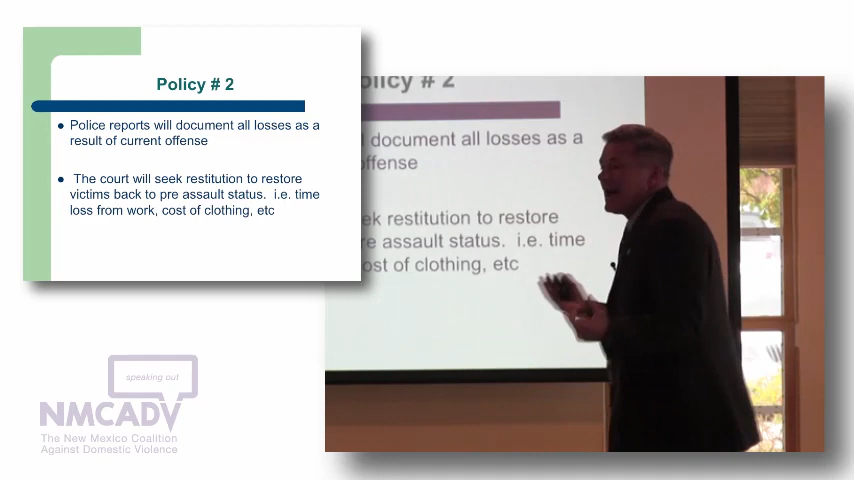 Policy # 2
● Police reports will document all losses as a
result of current offense
● The court will seek restitution to restore
victims back to pre assault status. i.e. time
loss from work, cost of clothing, etc
olicy # 2
l document all losses as a
offense
ek restitution to restore
re assault status. i.e. time
ost of clothing, etc
speaking out
NMCADV
The New Mexico Coalition
Against Domestic Violence